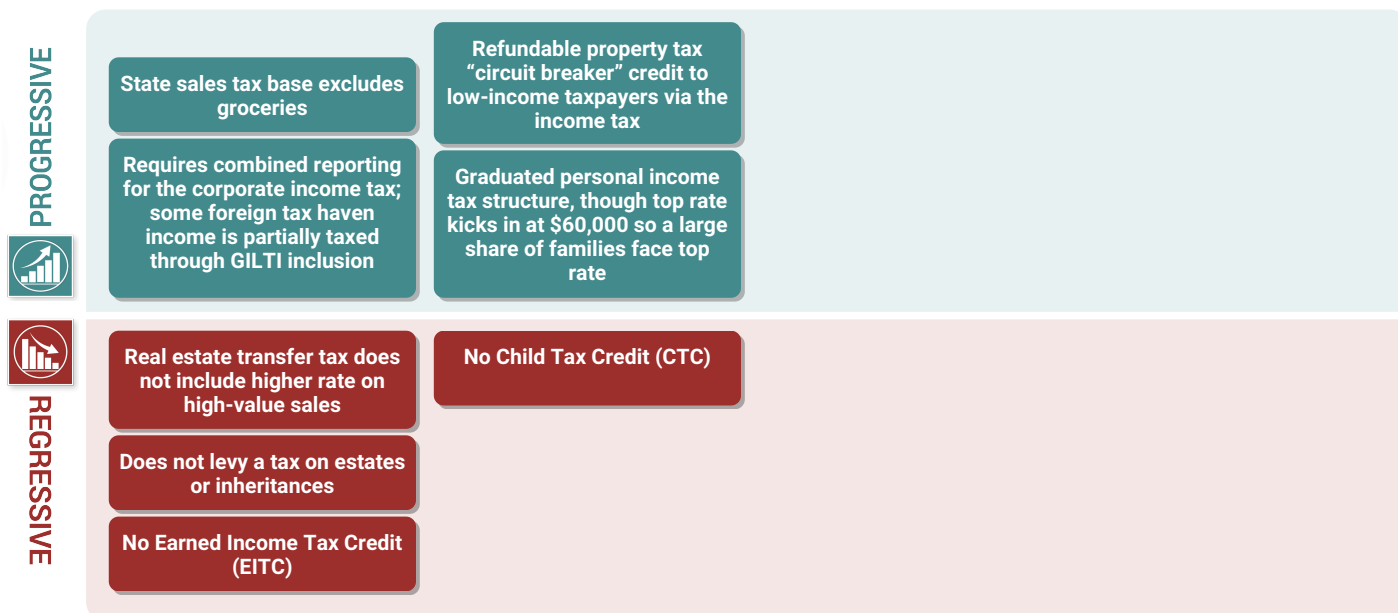 PROGRESSIVE
State sales tax base excludes
groceries
Requires combined reporting
for the corporate income tax;
some foreign tax haven
income is partially taxed
through GILTI inclusion
Refundable property tax
“circuit breaker” credit to
low-income taxpayers via the
income tax
Graduated personal income
tax structure, though top rate
kicks in at $60,000 so a large
share of families face top
rate
REGRESSIVE
Real estate transfer tax does
not include higher rate on
high-value sales
Does not levy a tax on estates
or inheritances
No Earned Income Tax Credit
(EITC)
No Child Tax Credit (CTC)